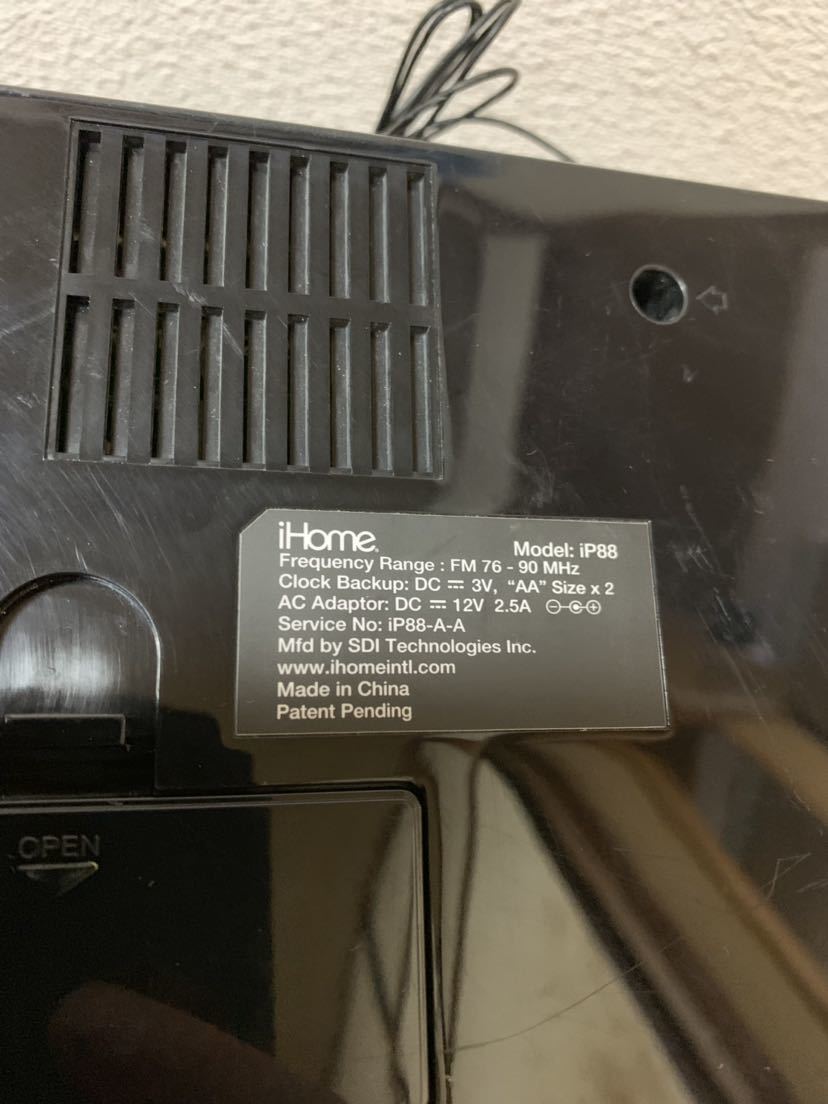 iHome®
Model: iP88
Frequency Range : FM 76 - 90 MHz
Clock Backup: DC ⎓ 3V, “AA” Size x 2
AC Adaptor: DC ⎓ 12V 2.5A
Service No: iP88-A-A
Mfd by SDI Technologies Inc.
www.ihomeintl.com
Made in China
Patent Pending
OPEN